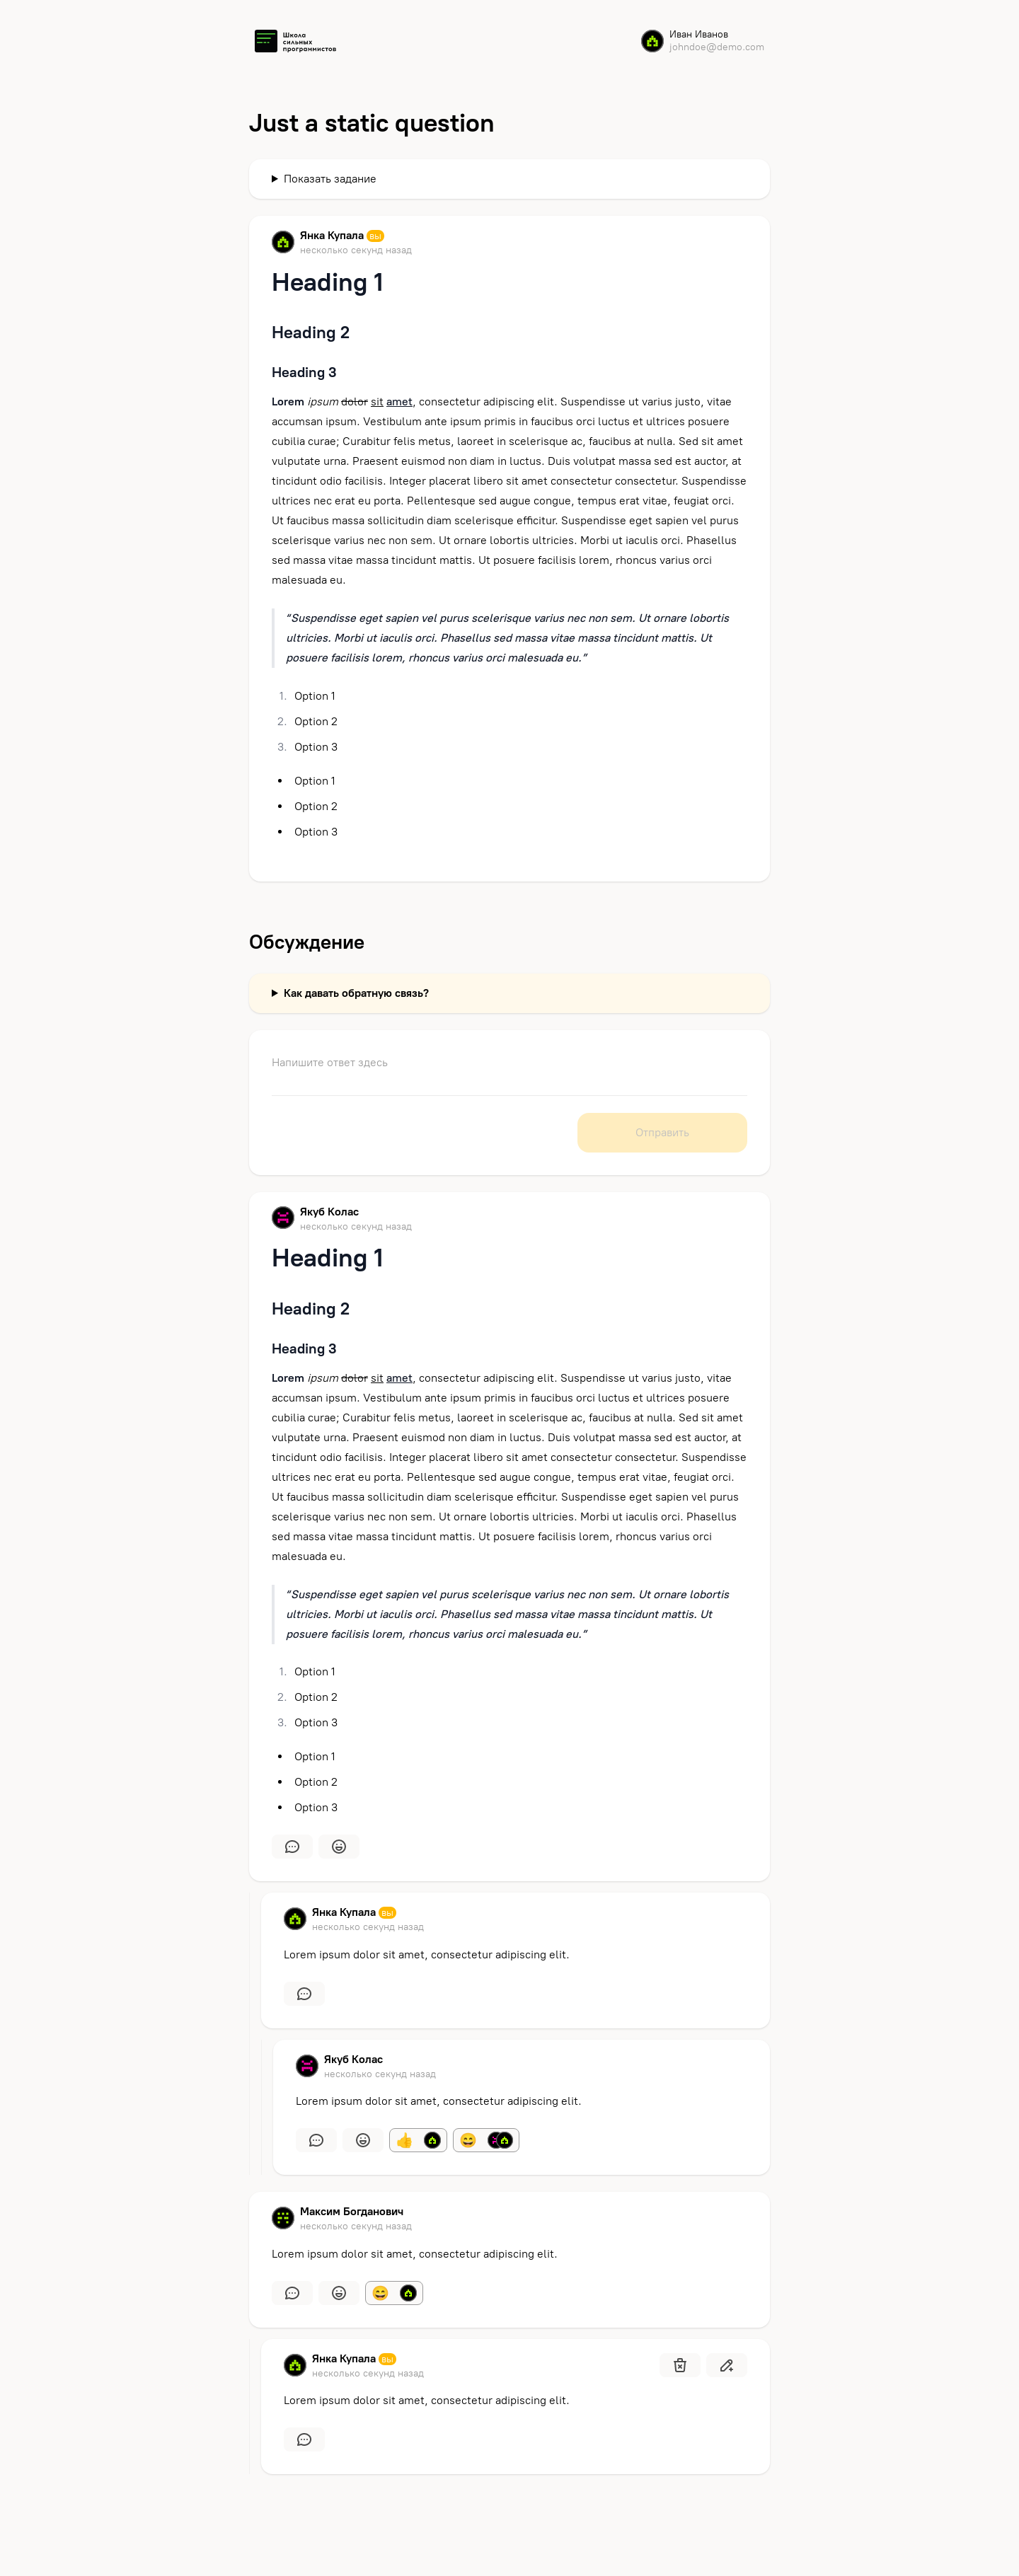 Школа
сильных
программистов
Иван Иванов
johndoe@demo.com
Just a static question
Показать задание
Янка Купала вы
несколько секунд назад
Heading 1
Heading 2
Heading 3
Lorem ipsum dolor sit amet, consectetur adipiscing elit. Suspendisse ut varius justo, vitae
accumsan ipsum. Vestibulum ante ipsum primis in faucibus orci luctus et ultrices posuere
cubilia curae; Curabitur felis metus, laoreet in scelerisque ac, faucibus at nulla. Sed sit amet
vulputate urna. Praesent euismod non diam in luctus. Duis volutpat massa sed est auctor, at
tincidunt odio facilisis. Integer placerat libero sit amet consectetur consectetur. Suspendisse
ultrices nec erat eu porta. Pellentesque sed augue congue, tempus erat vitae, feugiat orci.
Ut faucibus massa sollicitudin diam scelerisque efficitur. Suspendisse eget sapien vel purus
scelerisque varius nec non sem. Ut ornare lobortis ultricies. Morbi ut iaculis orci. Phasellus
sed massa vitae massa tincidunt mattis. Ut posuere facilisis lorem, rhoncus varius orci
malesuada eu.
“Suspendisse eget sapien vel purus scelerisque varius nec non sem. Ut ornare lobortis
ultricies. Morbi ut iaculis orci. Phasellus sed massa vitae massa tincidunt mattis. Ut
posuere facilisis lorem, rhoncus varius orci malesuada eu.”
1. Option 1
2. Option 2
3. Option 3
• Option 1
• Option 2
• Option 3
Обсуждение
Как давать обратную связь?
Напишите ответ здесь
Отправить
Якуб Колас
несколько секунд назад
Heading 1
Heading 2
Heading 3
Lorem ipsum dolor sit amet, consectetur adipiscing elit. Suspendisse ut varius justo, vitae
accumsan ipsum. Vestibulum ante ipsum primis in faucibus orci luctus et ultrices posuere
cubilia curae; Curabitur felis metus, laoreet in scelerisque ac, faucibus at nulla. Sed sit amet
vulputate urna. Praesent euismod non diam in luctus. Duis volutpat massa sed est auctor, at
tincidunt odio facilisis. Integer placerat libero sit amet consectetur consectetur. Suspendisse
ultrices nec erat eu porta. Pellentesque sed augue congue, tempus erat vitae, feugiat orci.
Ut faucibus massa sollicitudin diam scelerisque efficitur. Suspendisse eget sapien vel purus
scelerisque varius nec non sem. Ut ornare lobortis ultricies. Morbi ut iaculis orci. Phasellus
sed massa vitae massa tincidunt mattis. Ut posuere facilisis lorem, rhoncus varius orci
malesuada eu.
“Suspendisse eget sapien vel purus scelerisque varius nec non sem. Ut ornare lobortis
ultricies. Morbi ut iaculis orci. Phasellus sed massa vitae massa tincidunt mattis. Ut
posuere facilisis lorem, rhoncus varius orci malesuada eu.”
1. Option 1
2. Option 2
3. Option 3
• Option 1
• Option 2
• Option 3
Янка Купала вы
несколько секунд назад
Lorem ipsum dolor sit amet, consectetur adipiscing elit.
Якуб Колас
несколько секунд назад
Lorem ipsum dolor sit amet, consectetur adipiscing elit.
Максим Богданович
несколько секунд назад
Lorem ipsum dolor sit amet, consectetur adipiscing elit.
Янка Купала вы
несколько секунд назад
Lorem ipsum dolor sit amet, consectetur adipiscing elit.